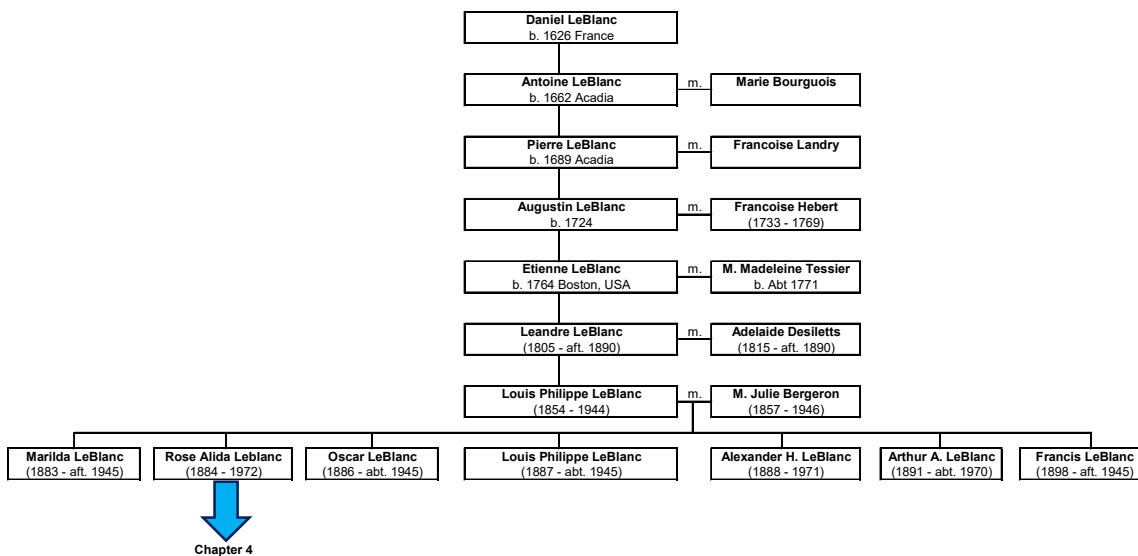 Daniel LeBlanc
b. 1626 France
Antoine LeBlanc
b. 1662 Acadia
m.
Marie Bourguois
Pierre LeBlanc
b. 1689 Acadia
m.
Francoise Landry
Augustin LeBlanc
b. 1724
m.
Francoise Hebert
(1733 - 1769)
Etienne LeBlanc
b. 1764 Boston, USA
m.
M. Madeleine Tessier
b. Abt 1771
Leandre LeBlanc
(1805 - aft. 1890)
m.
Adelaide Desiletts
(1815 - aft. 1890)
Louis Philippe LeBlanc
(1854 - 1944)
m.
M. Julie Bergeron
(1857 - 1946)
Marilda LeBlanc
(1883 - aft. 1945)
Rose Alida Leblanc
(1884 - 1972)
Oscar LeBlanc
(1886 - abt. 1945)
Louis Philippe LeBlanc
(1887 - abt. 1945)
Alexander H. LeBlanc
(1888 - 1971)
Arthur A. LeBlanc
(1891 - abt. 1970)
Francis LeBlanc
(1898 - aft. 1945)
Chapter 4